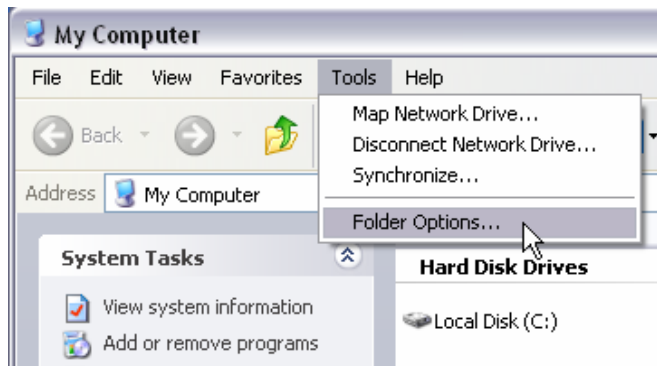 My Computer
File Edit View Favorites Tools Help
Back
Map Network Drive...
Disconnect Network Drive...
Synchronize...
Folder Options...
Address My Computer
System Tasks
View system information
Add or remove programs
Hard Disk Drives
Local Disk (C:)